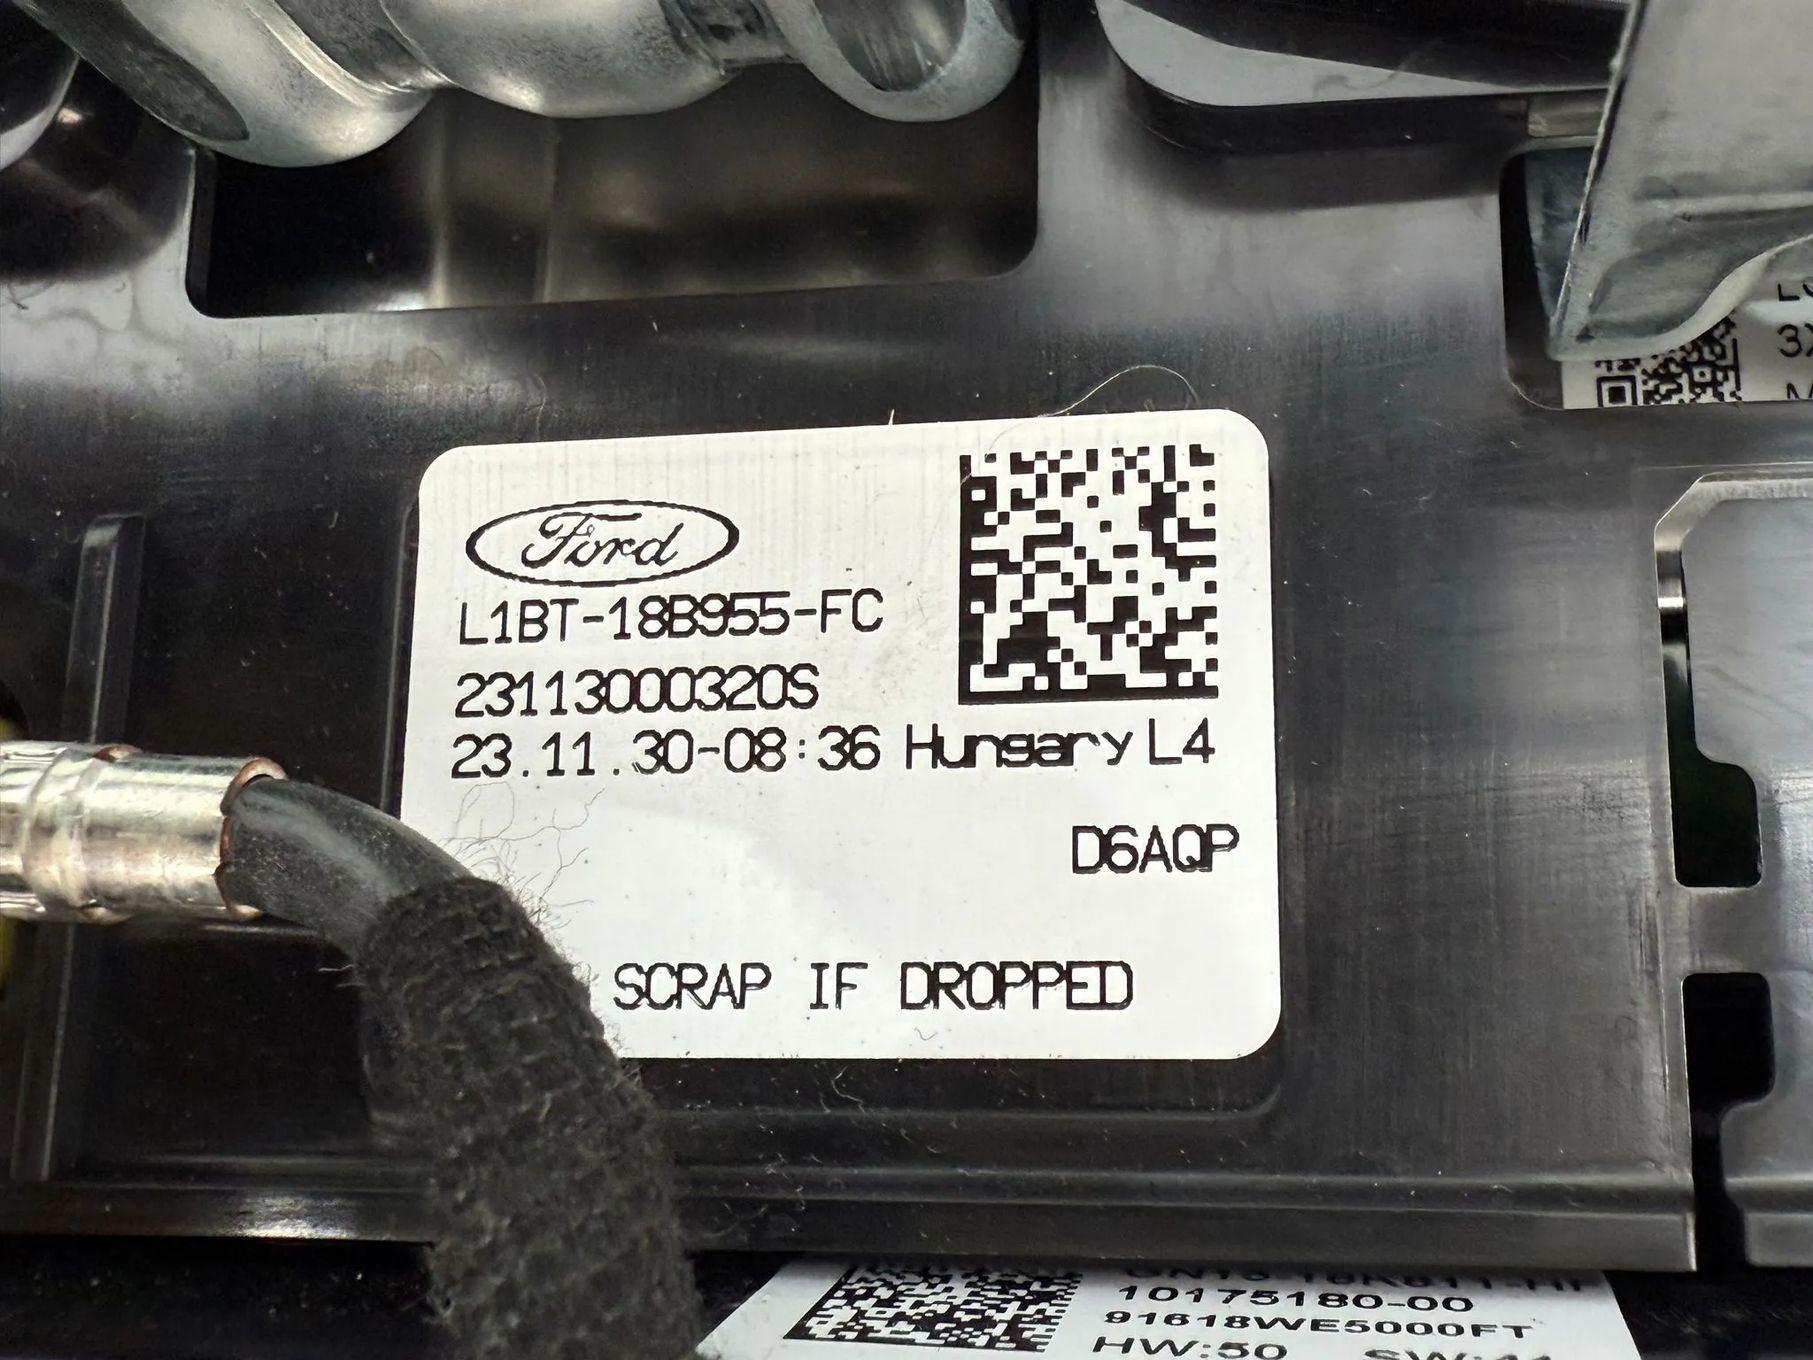 Ford
L1BT-18B955-FC
23113000320S
23.11.30-08:36 Hungary L4
D6AQP
SCRAP IF DROPPED
10175180-00
91618WE5000FT
HW:50